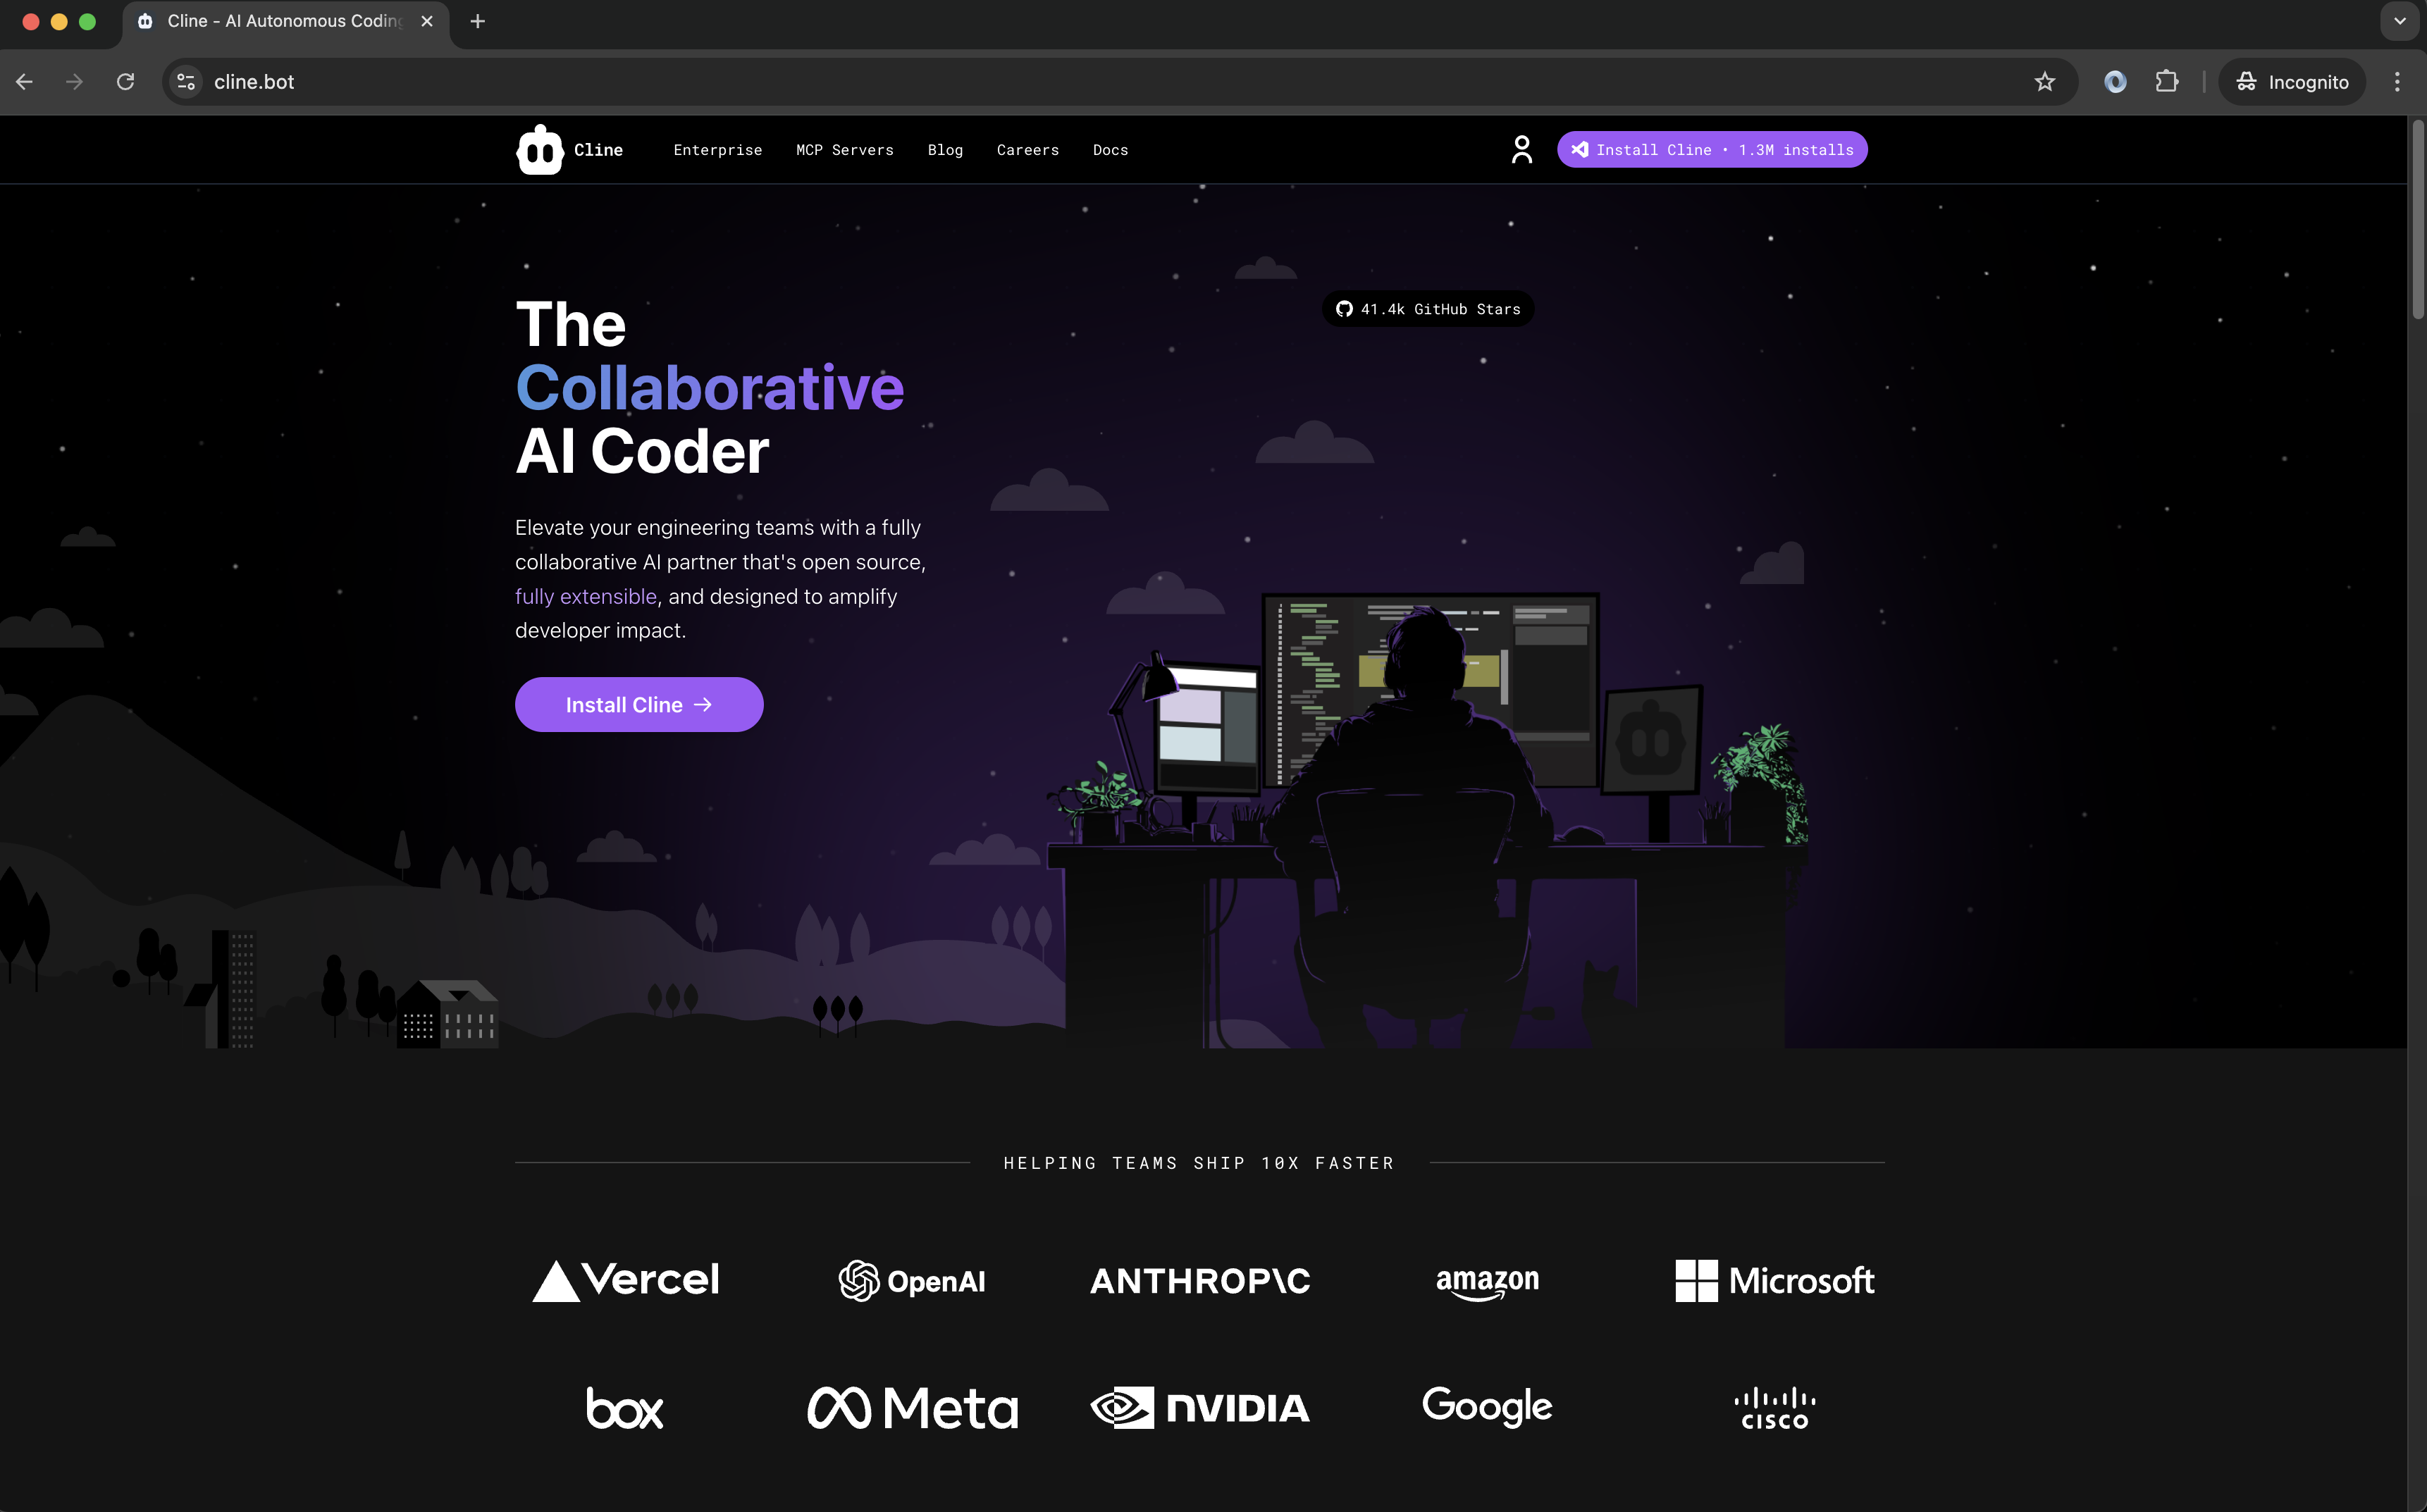 Cline - AI Autonomous Coding
cline.bot
Incognito
Cline
Enterprise
MCP Servers
Blog
Careers
Docs
Install Cline • 1.3M installs
The
Collaborative
AI Coder
41.4k GitHub Stars
Elevate your engineering teams with a fully
collaborative AI partner that's open source,
fully extensible, and designed to amplify
developer impact.
Install Cline →
HELPING TEAMS SHIP 10X FASTER
Vercel
OpenAI
ANTHROP\C
amazon
Microsoft
box
Meta
NVIDIA
Google
CISCO